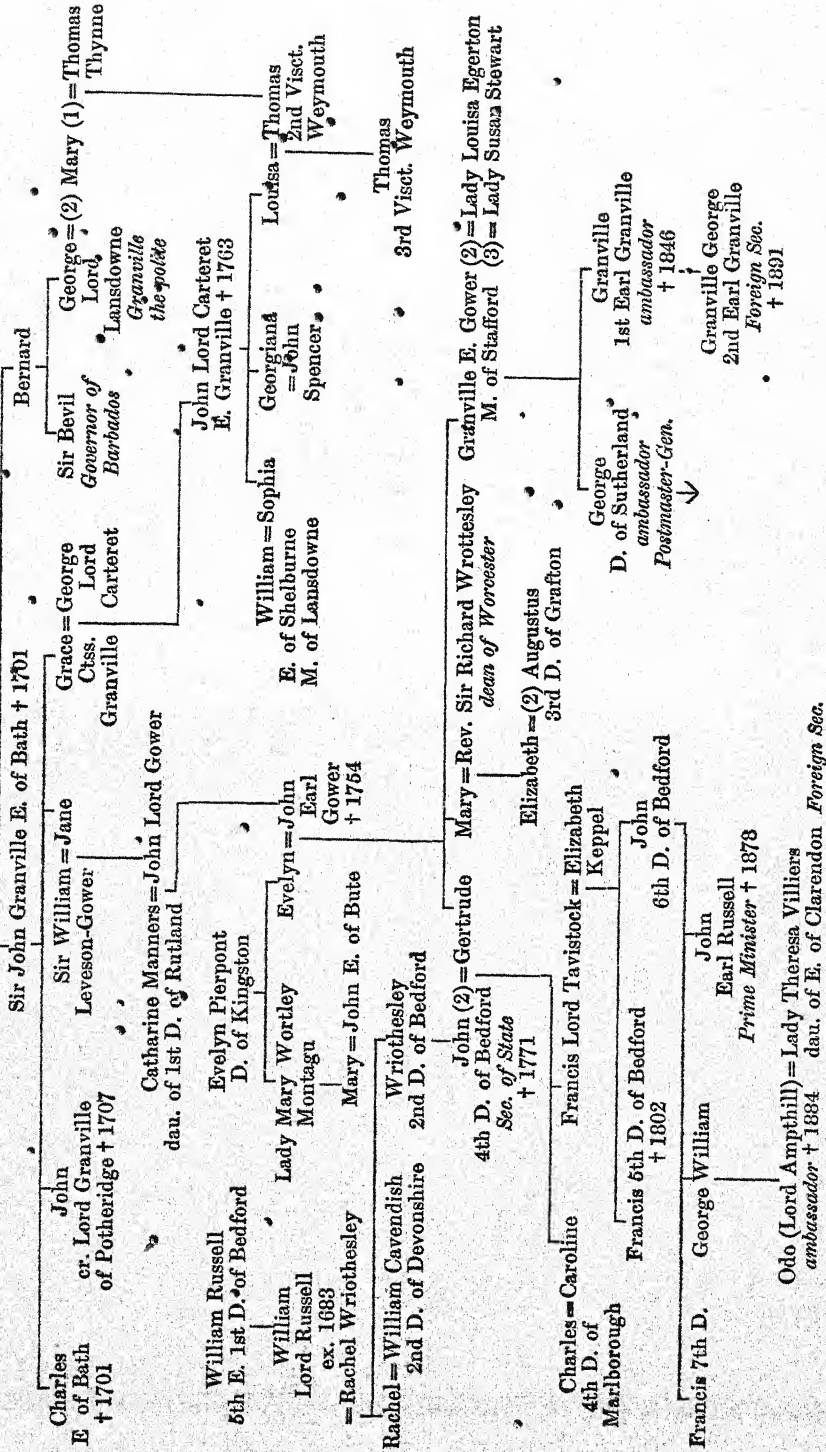 Sir John Granville E. of Bath † 1701
Bernard
Charles
E of Bath
† 1701
John
cr. Lord Granville
of Potheridge † 1707
Sir William = Jane
Leveson-Gower
Grace = George
Ctss. Lord
Granville Carteret
Sir Bevil
Governor of
Barbados
George = (2) Mary (1) = Thomas
Lord Thynne
Lansdowne
Granville
the polite
Catharine Manners = John Lord Gower
dau. of 1st D. of Rutland
John Lord Carteret
E. Granville † 1763
William Russell
5th E. 1st D. of Bedford
Evelyn Pierpont
D. of Kingston
William = Sophia
E. of Shelburne
M. of Lansdowne
Georgiana
= John
Spencer
Louisa = Thomas
2nd Visct.
Weymouth
William
Lord Russell
ex. 1683
= Rachel Wriothesley
Lady Mary Wortley
Montagu
Evelyn = John
Earl
Gower
† 1754
Mary = John E. of Bute
Thomas
3rd Visct. Weymouth
Rachel = William Cavendish
2nd D. of Devonshire
Wriothesley
2nd D. of Bedford
John (2) = Gertrude
4th D. of Bedford
Sec. of State
† 1771
Mary = Rev. Sir Richard Wrottesley
dean of Worcester
Granville E. Gower (2) = Lady Louisa Egerton
M. of Stafford (3) = Lady Susan Stewart
Elizabeth = (2) Augustus
3rd D. of Grafton
Charles = Caroline
4th D. of
Marlborough
Francis Lord Tavistock = Elizabeth
Keppel
George
D. of Sutherland
ambassador
Postmaster-Gen.
Granville
1st Earl Granville
ambassador
† 1846
Francis 5th D. of Bedford
† 1802
John
6th D. of Bedford
Granville George
2nd Earl Granville
Foreign Sec.
† 1891
Francis 7th D.
George William
John
Earl Russell
Prime Minister † 1878
Odo (Lord Ampthill) = Lady Theresa Villiers
ambassador † 1884 dau. of E. of Clarendon Foreign Sec.